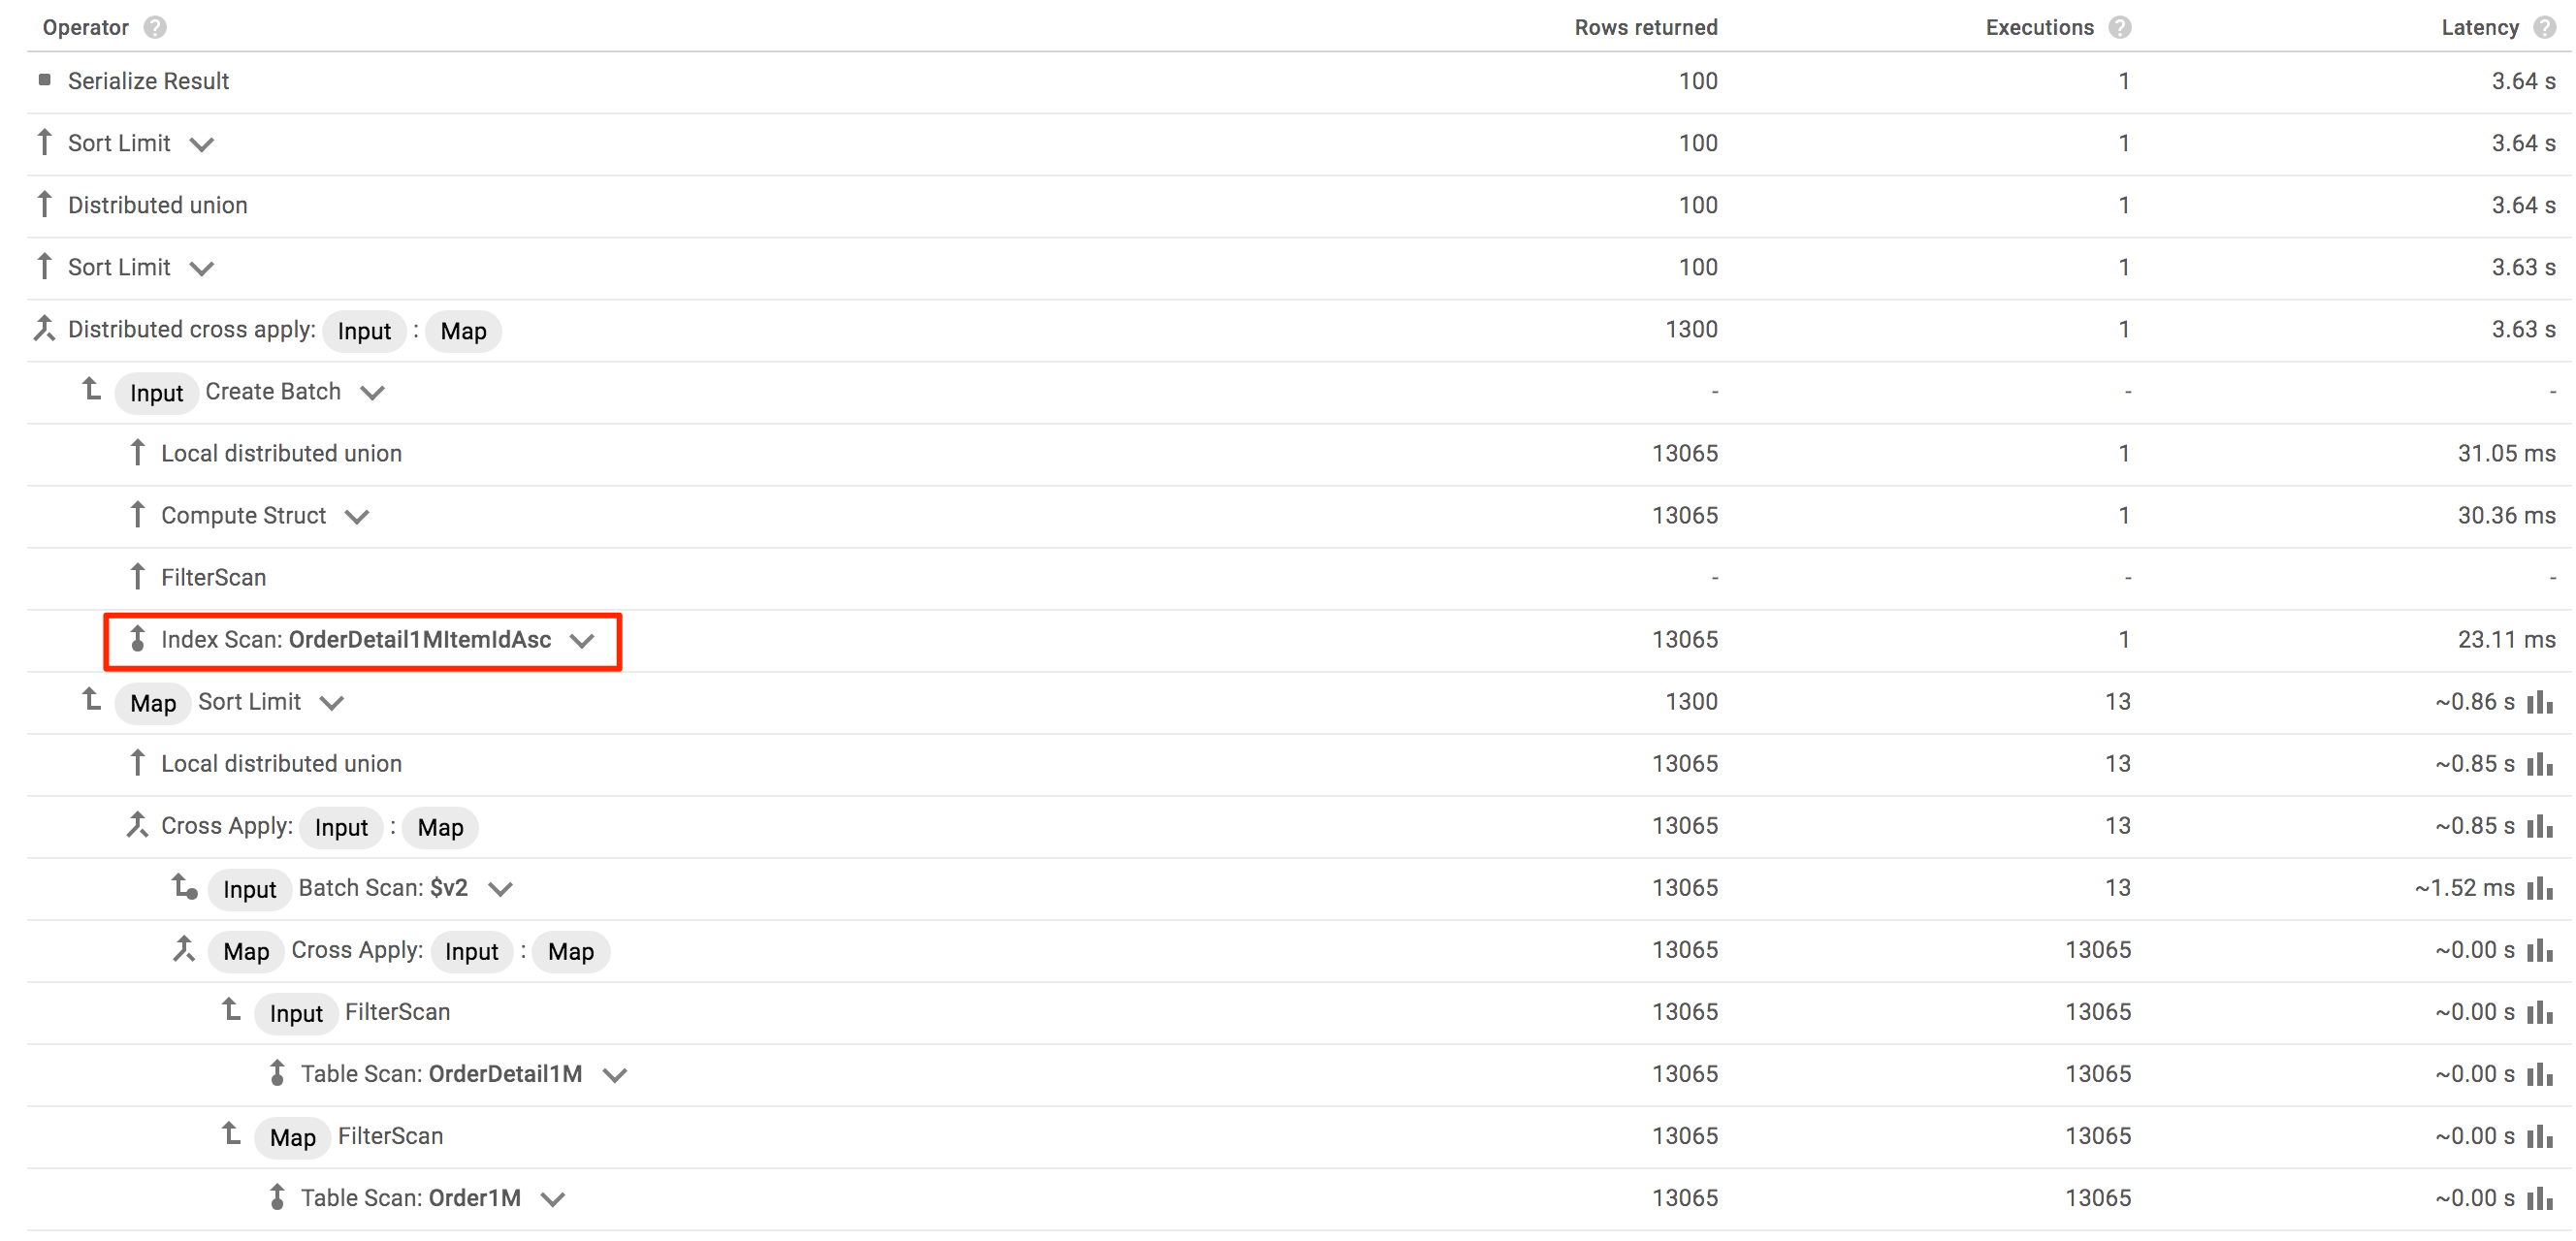 Operator ? Rows returned Executions ? Latency ?
Serialize Result 100 1 3.64 s
Sort Limit 100 1 3.64 s
Distributed union 100 1 3.64 s
Sort Limit 100 1 3.63 s
Distributed cross apply: Input : Map 1300 1 3.63 s
Input Create Batch - - -
Local distributed union 13065 1 31.05 ms
Compute Struct 13065 1 30.36 ms
FilterScan - - -
Index Scan: OrderDetail1MItemIdAsc 13065 1 23.11 ms
Map Sort Limit 1300 13 ~0.86 s
Local distributed union 13065 13 ~0.85 s
Cross Apply: Input : Map 13065 13 ~0.85 s
Input Batch Scan: $v2 13065 13 ~1.52 ms
Map Cross Apply: Input : Map 13065 13065 ~0.00 s
Input FilterScan 13065 13065 ~0.00 s
Table Scan: OrderDetail1M 13065 13065 ~0.00 s
Map FilterScan 13065 13065 ~0.00 s
Table Scan: Order1M 13065 13065 ~0.00 s